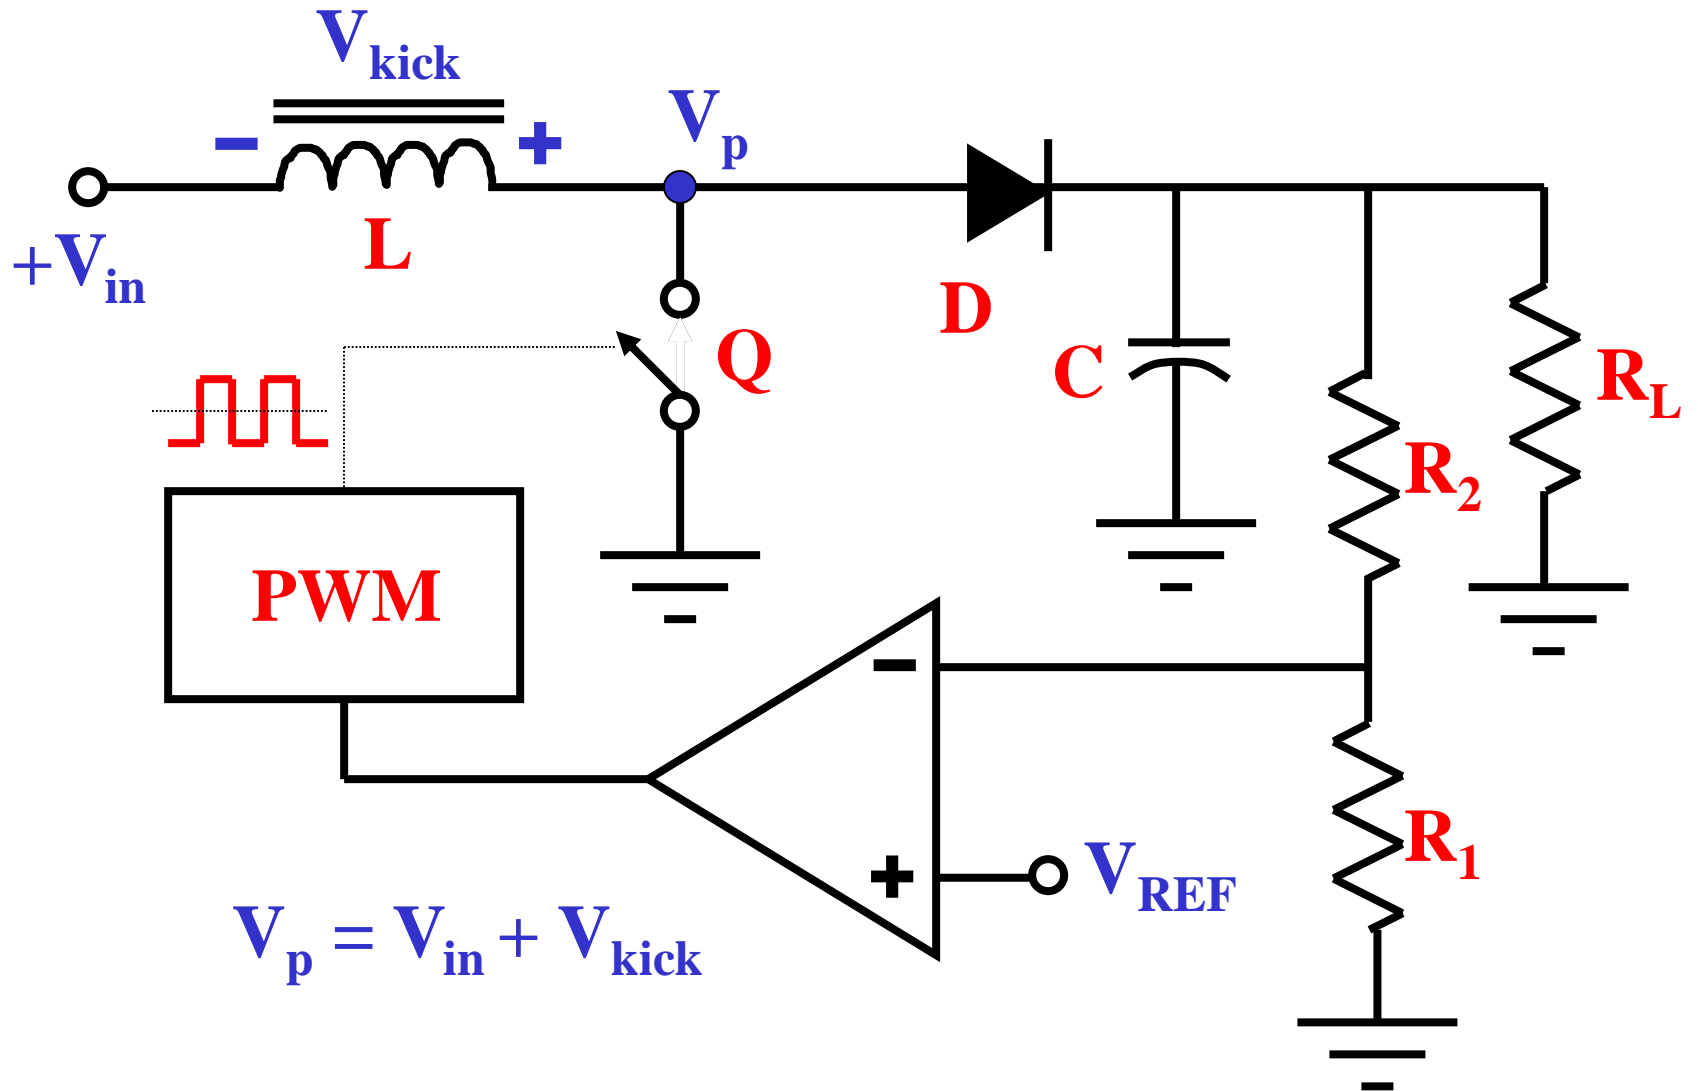 Vkick
- +
Vp
+Vin
L
D
Q
C
RL
R2
PWM
-
R1
+
VREF
Vp = Vin + Vkick